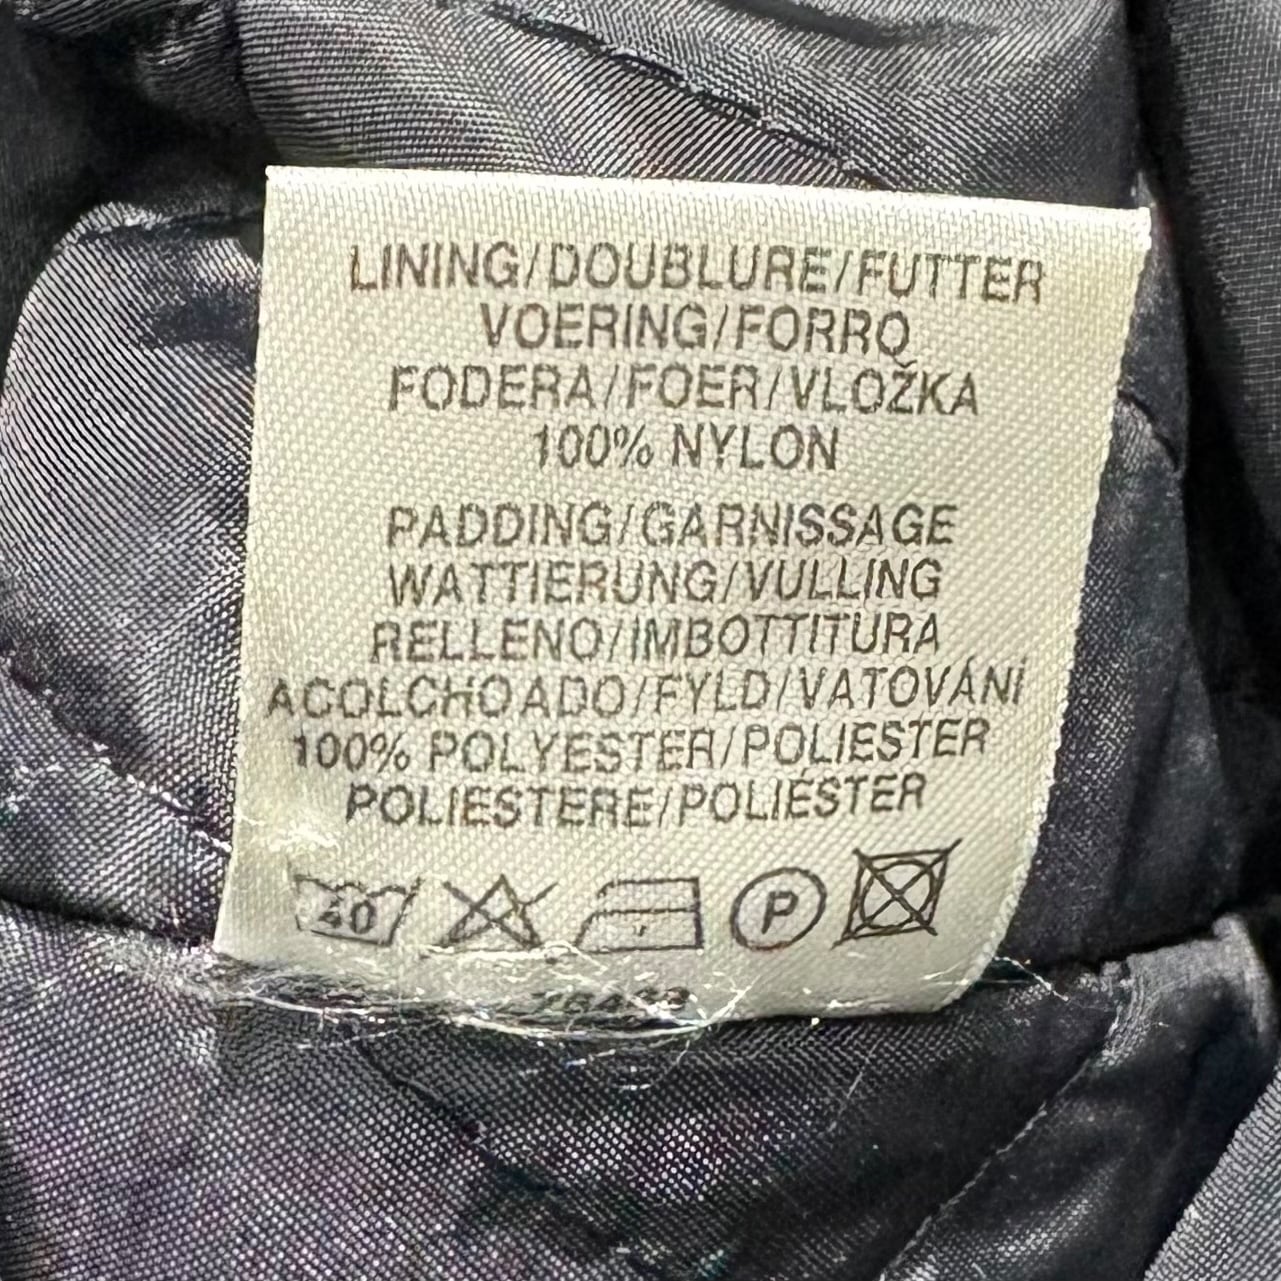 LINING/DOUBLURE/FUTTER
VOERING/FORRO
FODERA/FOER/VLOŽKA
100% NYLON
PADDING/GARNISSAGE
WATTIERUNG/VULLING
RELLENO/IMBOTTITURA
ACOLCHOADO/FYLD/VATOVÁNÍ
100% POLYESTER/POLIESTER
POLIESTERE/POLIÉSTER
40 P